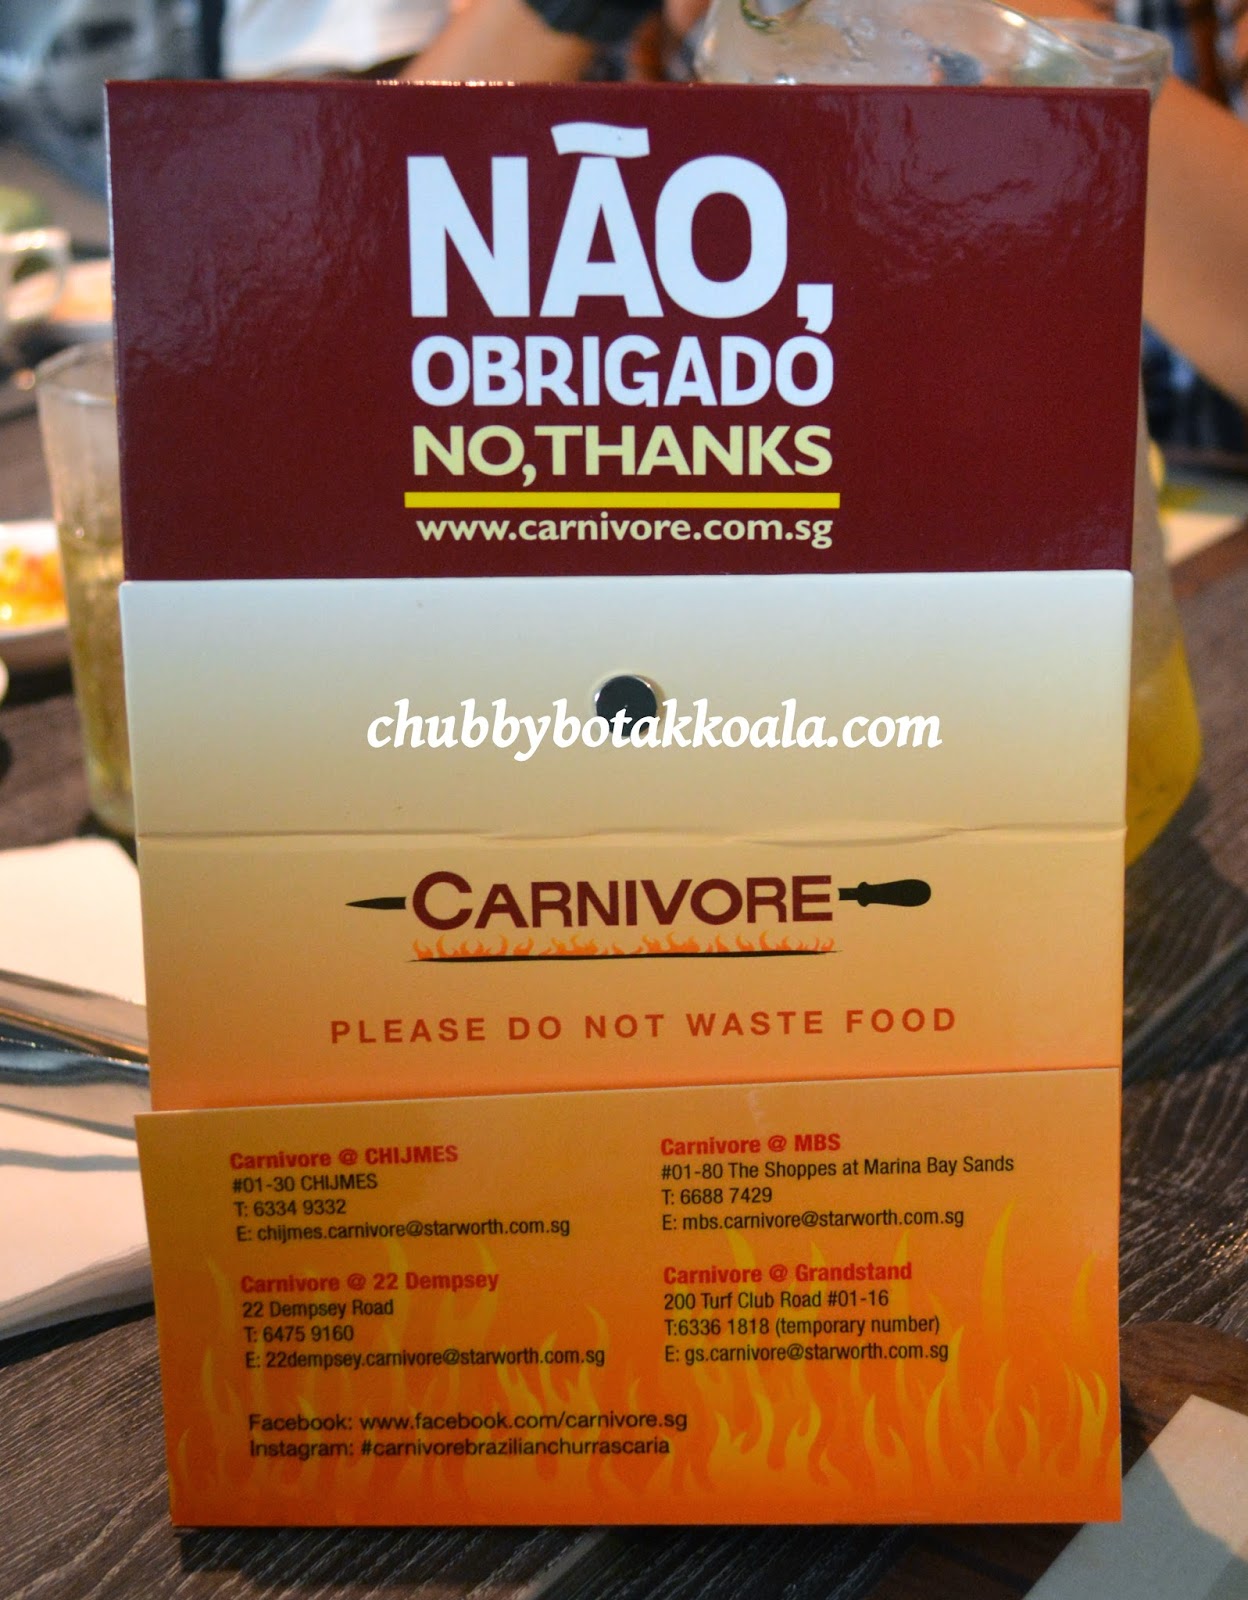 NÃO,
OBRIGADO
NO, THANKS
www.carnivore.com.sg
chubbybotakkoala.com
CARNIVORE
PLEASE DO NOT WASTE FOOD
Carnivore @ CHIJMES
#01-30 CHIJMES
T: 6334 9332
E: chijmes.carnivore@starworth.com.sg
Carnivore @ 22 Dempsey
22 Dempsey Road
T: 6475 9160
E: 22dempsey.carnivore@starworth.com.sg
Carnivore @ MBS
#01-80 The Shoppes at Marina Bay Sands
T: 6688 7429
E: mbs.carnivore@starworth.com.sg
Carnivore @ Grandstand
200 Turf Club Road #01-16
T:6336 1818 (temporary number)
E: gs.carnivore@starworth.com.sg
Facebook: www.facebook.com/carnivore.sg
Instagram: #carnivorebrazilianchurrascaria